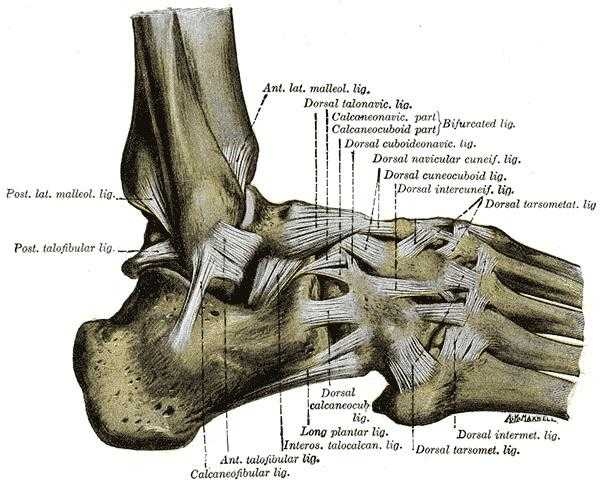 Ant. lat. malleol. lig.
Dorsal talonavic. lig.
Calcaneonavic. part
Calcaneocuboid part
Bifurcated lig.
Dorsal cuboideonavic. lig.
Dorsal navicular cuneif. lig.
Dorsal cuneocuboid lig.
Dorsal intercuneif. lig.
Dorsal tarsometat. lig.
Post. lat. malleol. lig.
Post. talofibular lig.
Dorsal
calcaneocub
lig.
Long plantar lig.
Interos. talocalcan. lig.
Ant. talofibular lig.
Calcaneofibular lig.
Dorsal intermet. lig.
Dorsal tarsomet. lig.